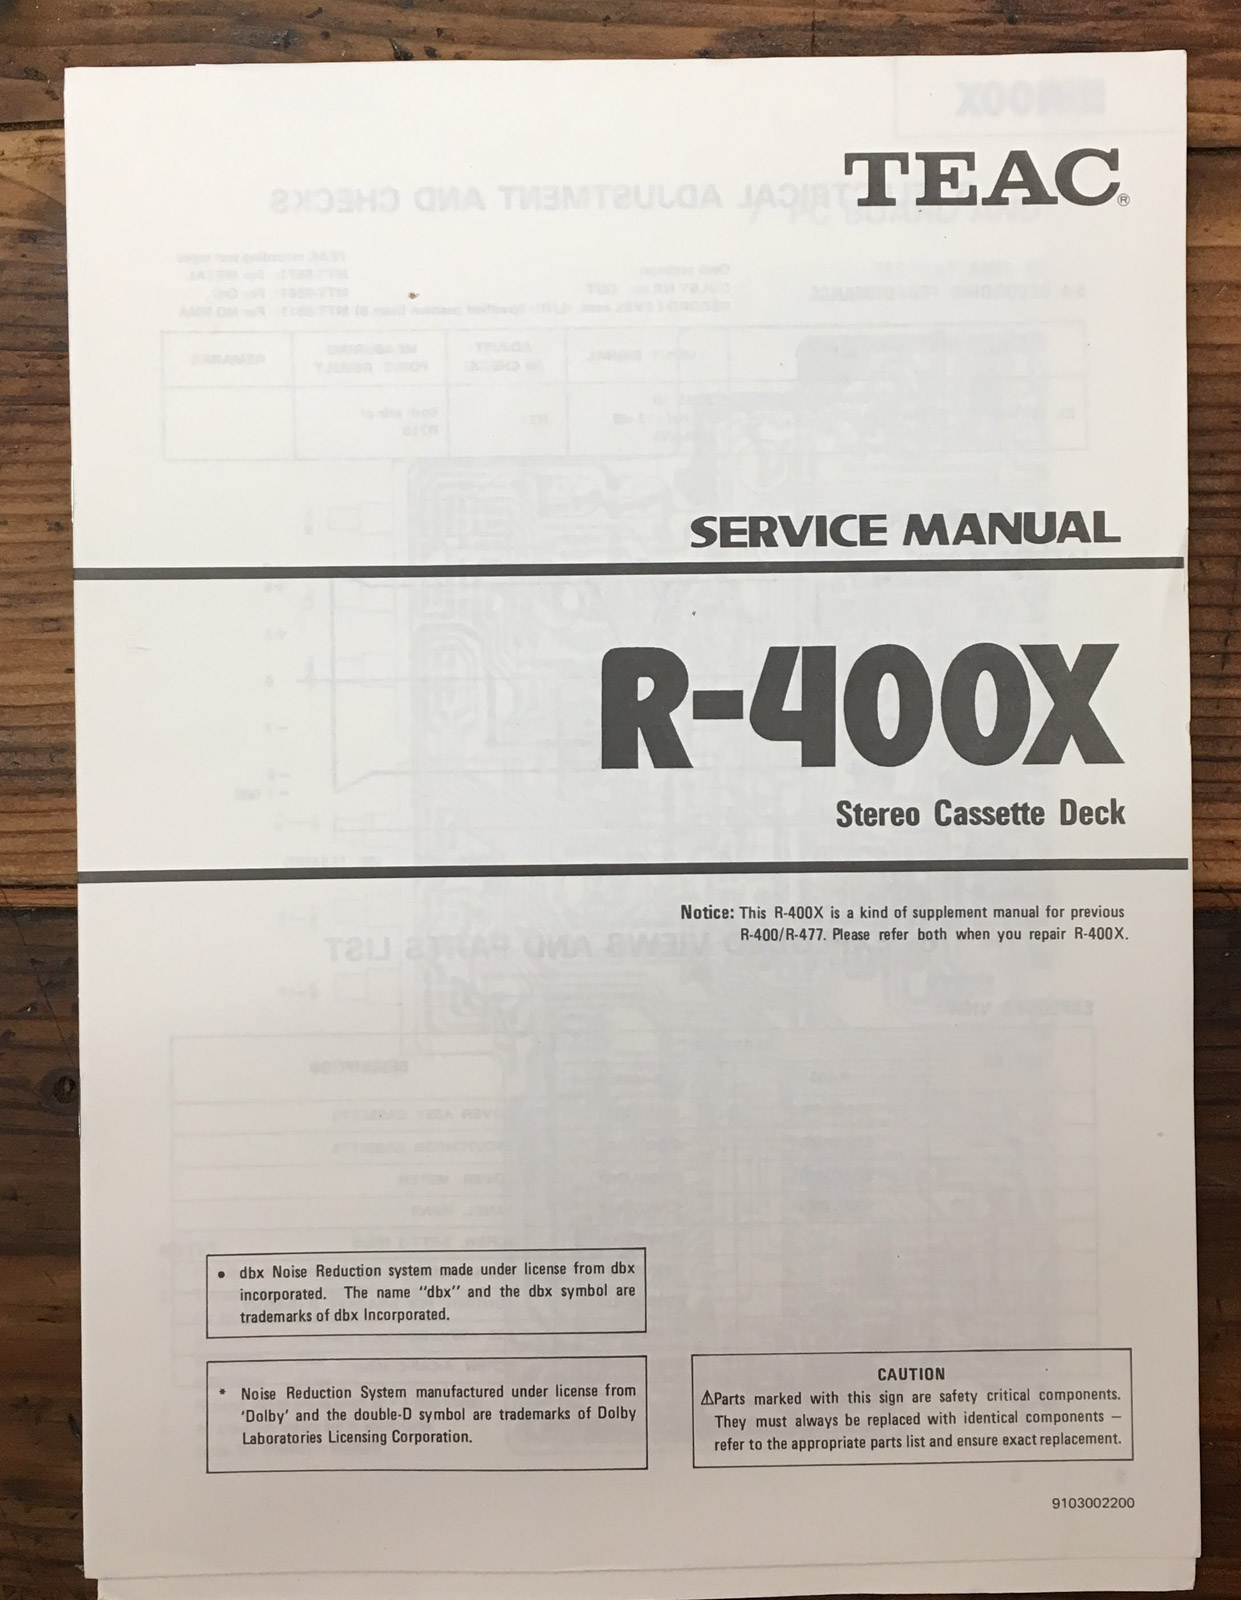 TEAC®
SERVICE MANUAL
R-400X
Stereo Cassette Deck
Notice: This R-400X is a kind of supplement manual for previous
R-400/R-477. Please refer both when you repair R-400X.
• dbx Noise Reduction system made under license from dbx
incorporated. The name "dbx" and the dbx symbol are
trademarks of dbx Incorporated.
* Noise Reduction System manufactured under license from
'Dolby' and the double-D symbol are trademarks of Dolby
Laboratories Licensing Corporation.
CAUTION
⚠Parts marked with this sign are safety critical components.
They must always be replaced with identical components –
refer to the appropriate parts list and ensure exact replacement.
9103002200